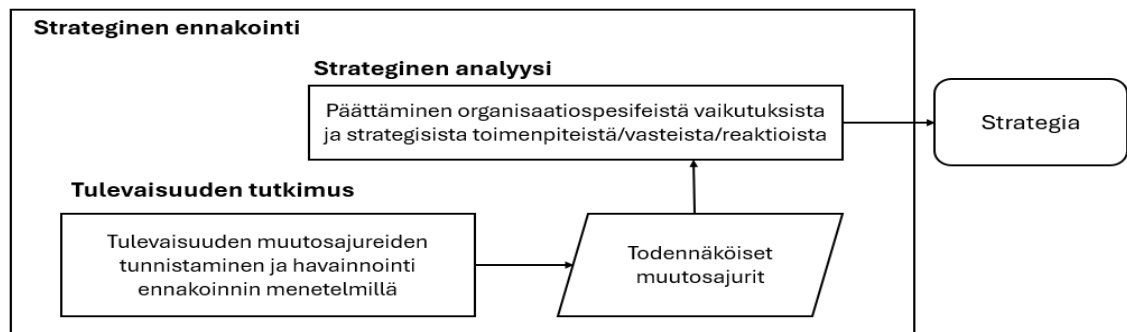 Strateginen ennakointi
Strateginen analyysi
Päättäminen organisaatiospesifeistä vaikutuksista
ja strategisista toimenpiteistä/vasteista/reaktioista
Strategia
Tulevaisuuden tutkimus
Tulevaisuuden muutosajureiden
tunnistaminen ja havainnointi
ennakoinnin menetelmillä
Todennäköiset
muutosajurit